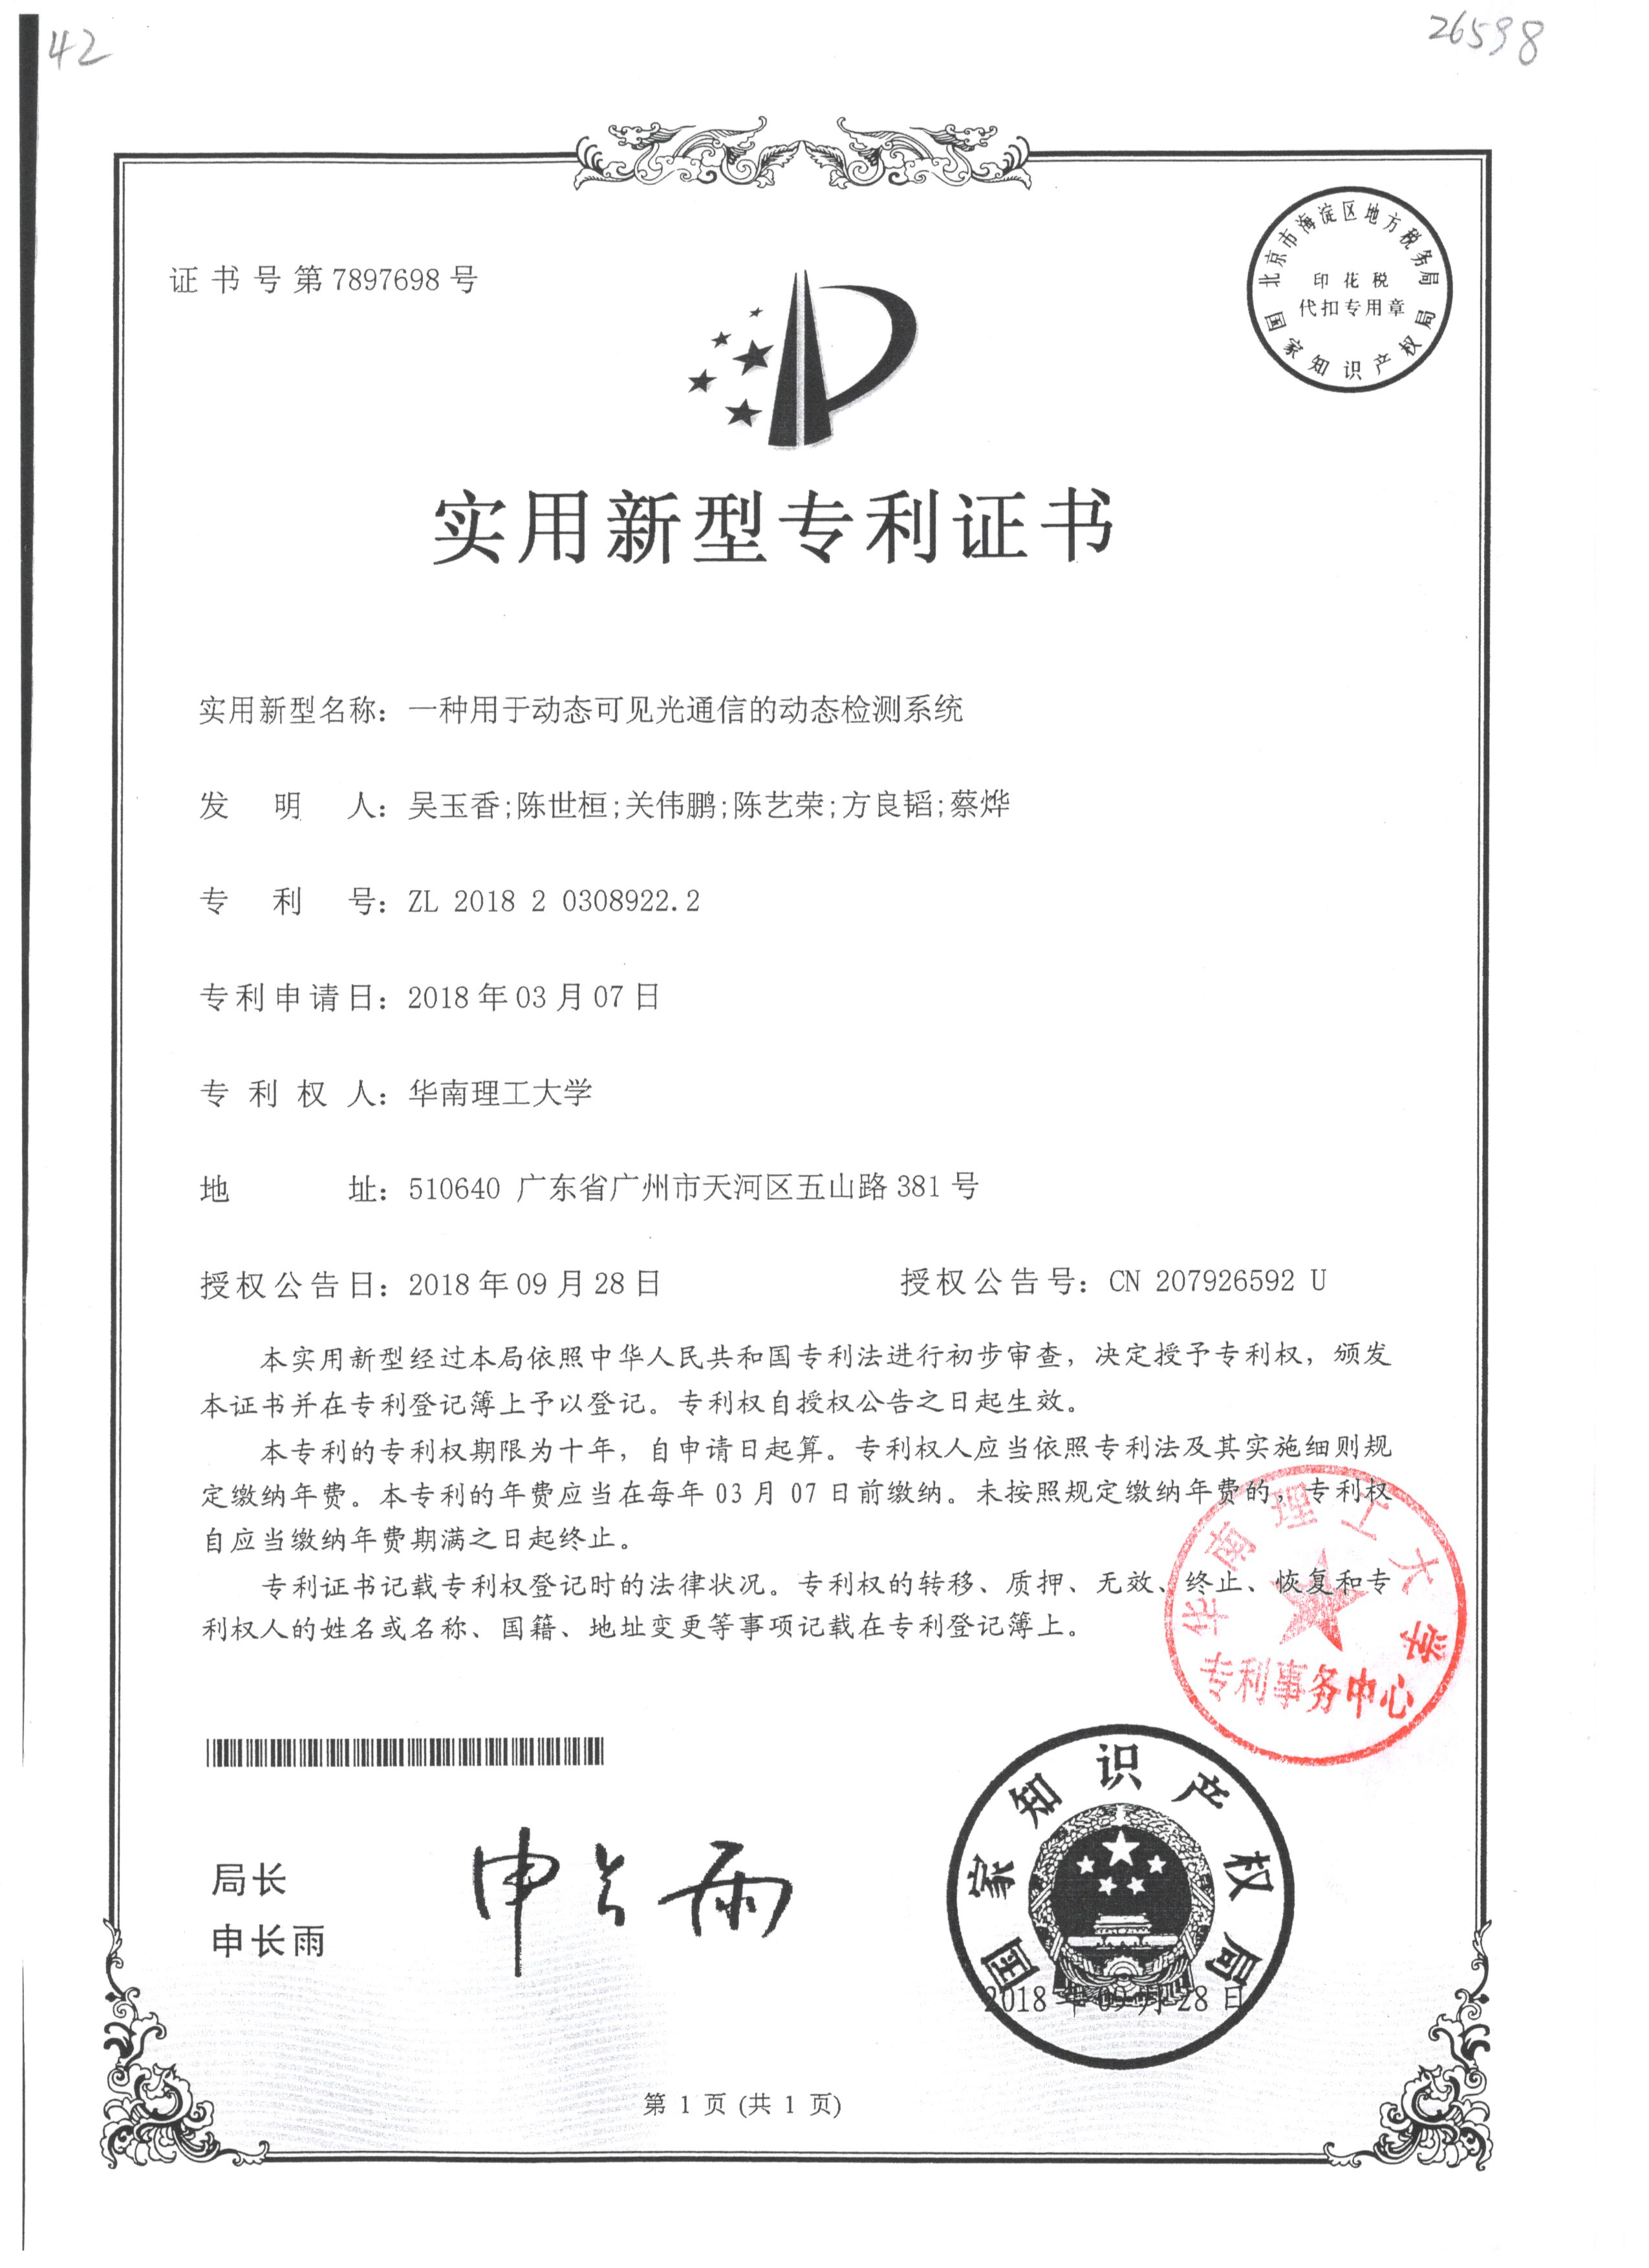 42
26598
证书号第7897698号
北京市海淀区地方税务局
印花税
代扣专用章
国家知识产权局
实用新型专利证书
实用新型名称：一种用于动态可见光通信的动态检测系统
发明人：吴玉香;陈世桓;关伟鹏;陈艺荣;方良韬;蔡烨
专利号：ZL 2018 2 0308922.2
专利申请日：2018年03月07日
专利权人：华南理工大学
地址：510640 广东省广州市天河区五山路381号
授权公告日：2018年09月28日 授权公告号：CN 207926592 U
本实用新型经过本局依照中华人民共和国专利法进行初步审查，决定授予专利权，颁发
本证书并在专利登记簿上予以登记。专利权自授权公告之日起生效。
本专利的专利权期限为十年，自申请日起算。专利权人应当依照专利法及其实施细则规
定缴纳年费。本专利的年费应当在每年03月07日前缴纳。未按照规定缴纳年费的，专利权
自应当缴纳年费期满之日起终止。
专利证书记载专利权登记时的法律状况。专利权的转移、质押、无效、终止、恢复和专
利权人的姓名或名称、国籍、地址变更等事项记载在专利登记簿上。
华南理工大学
专利事务中心
局长
申长雨
申长雨
国家知识产权局
2018年09月28日
第1页(共1页)